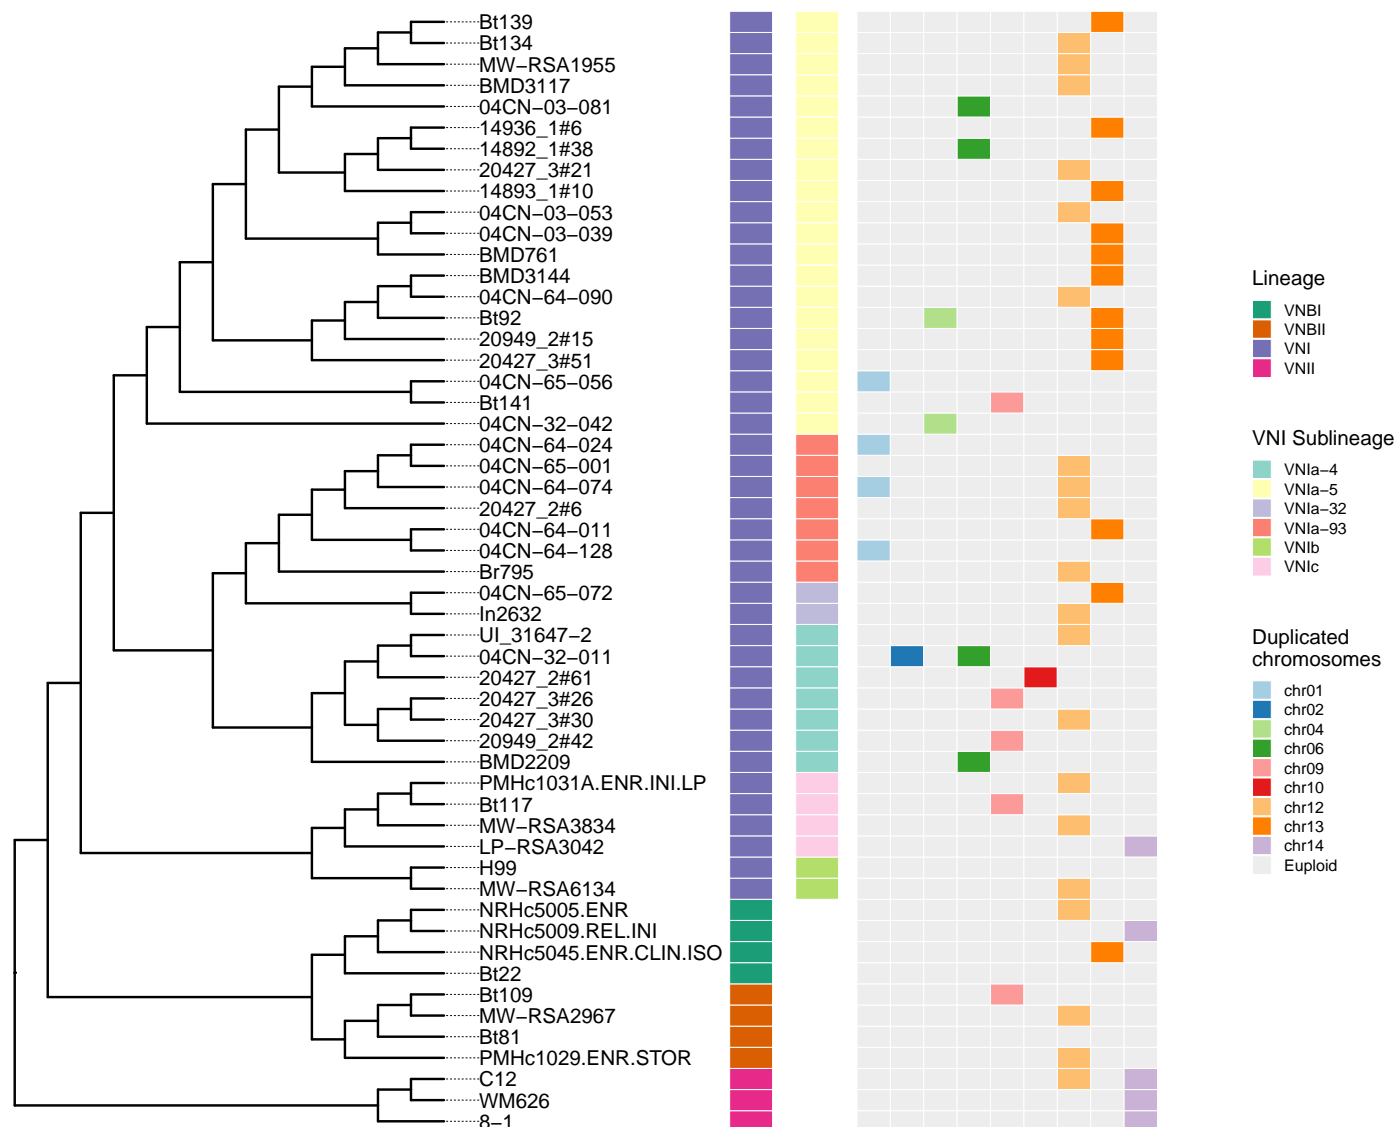 Bt139
Bt134
MW−RSA1955
BMD3117
04CN−03−081
14936_1#6
14892_1#38
20427_3#21
14893_1#10
04CN−03−053
04CN−03−039
BMD761
BMD3144
04CN−64−090
Bt92
20949_2#15
20427_3#51
04CN−65−056
Bt141
04CN−32−042
04CN−64−024
04CN−65−001
04CN−64−074
20427_2#6
04CN−64−011
04CN−64−128
Br795
04CN−65−072
In2632
UI_31647−2
04CN−32−011
20427_2#61
20427_3#26
20427_3#30
20949_2#42
BMD2209
PMHc1031A.ENR.INI.LP
Bt117
MW−RSA3834
LP−RSA3042
H99
MW−RSA6134
NRHc5005.ENR
NRHc5009.REL.INI
NRHc5045.ENR.CLIN.ISO
Bt22
Bt109
MW−RSA2967
Bt81
PMHc1029.ENR.STOR
C12
WM626
8−1
Lineage
VNBI
VNBII
VNI
VNII
VNI Sublineage
VNIa−4
VNIa−5
VNIa−32
VNIa−93
VNIb
VNIc
Duplicated
chromosomes
chr01
chr02
chr04
chr06
chr09
chr10
chr12
chr13
chr14
Euploid